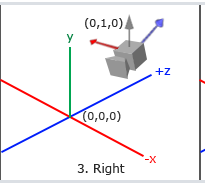 (0,1,0)
y
+z
(0,0,0)
-x
3. Right